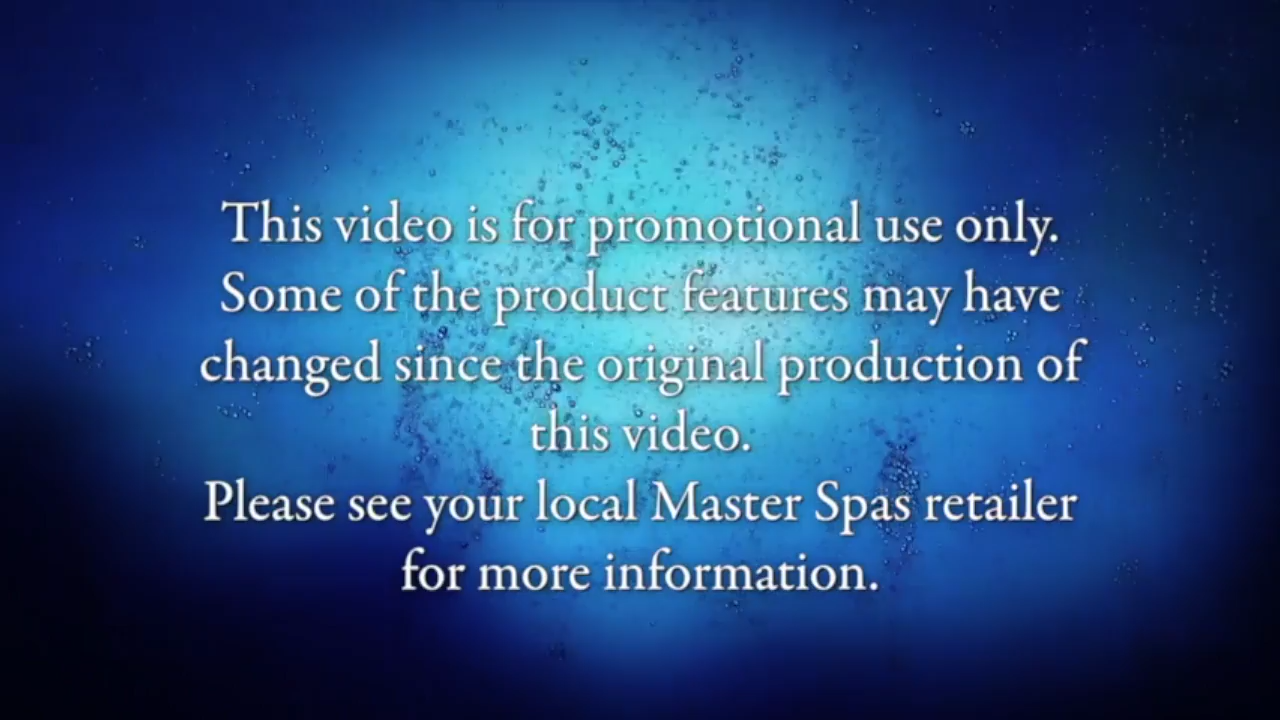 This video is for promotional use only.
Some of the product features may have
changed since the original production of
this video.
Please see your local Master Spas retailer
for more information.